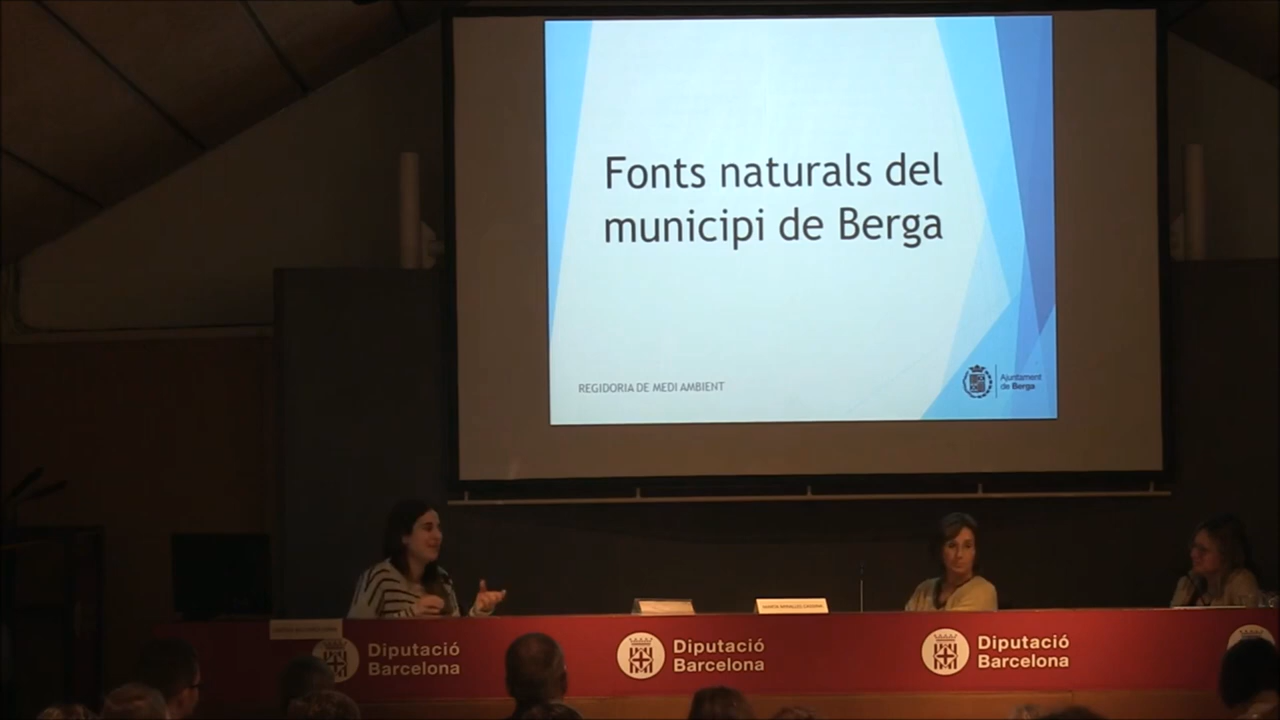 Fonts naturals del
municipi de Berga
REGIDORIA DE MEDI AMBIENT
Ajuntament
de Berga
Diputació
Barcelona
Diputació
Barcelona
Diputació
Barcelona